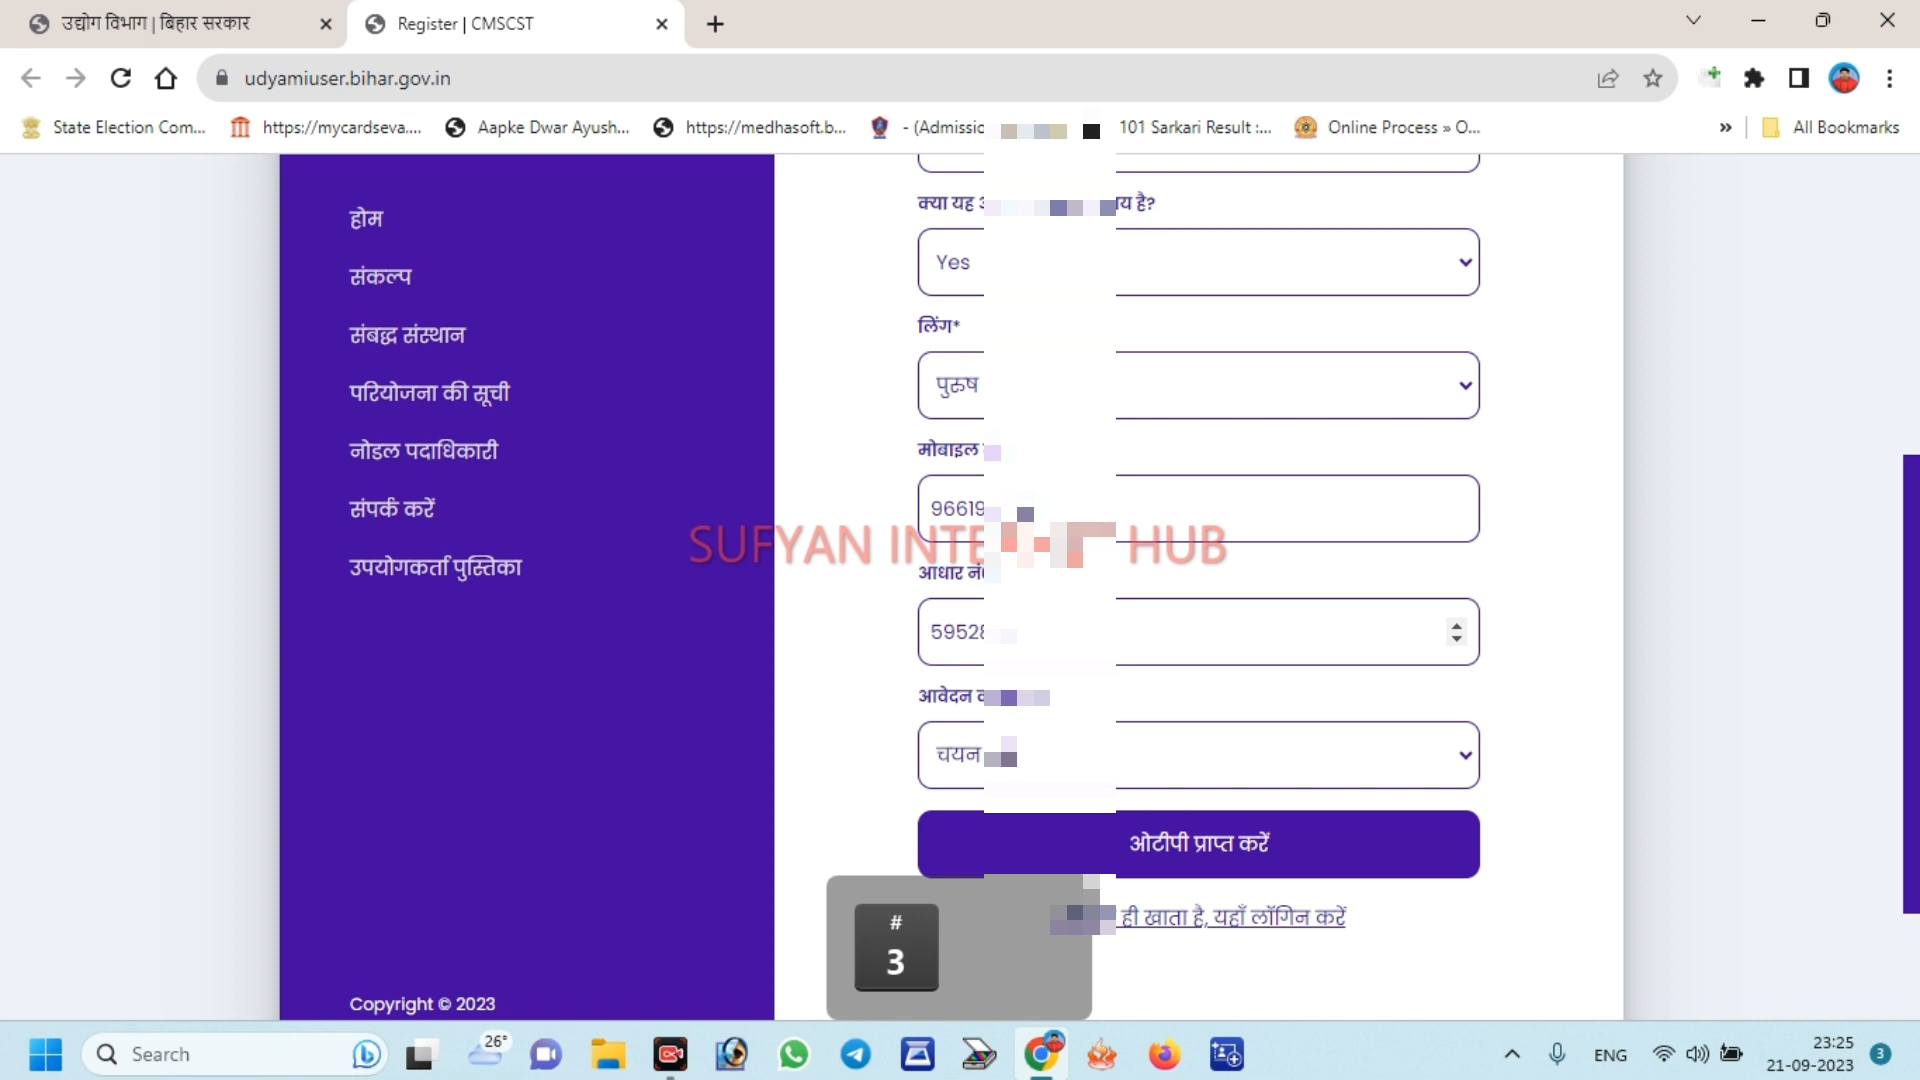 उद्योग विभाग | बिहार सरकार
Register | CMSCST
udyamiuser.bihar.gov.in
State Election Com...
https://mycardseva....
Aapke Dwar Ayush...
https://medhasoft.b...
- (Admissio
101 Sarkari Result :...
Online Process » O...
» All Bookmarks
होम
संकल्प
संबद्ध संस्थान
परियोजना की सूची
नोडल पदाधिकारी
संपर्क करें
उपयोगकर्ता पुस्तिका
Copyright © 2023
क्या यह है?
Yes
लिंग*
पुरुष
मोबाइल
96619
SUFYAN HUB
आधार
5952
आवेदन
चयन
ओटीपी प्राप्त करें
ही खाता है, यहाँ लॉगिन करें
#
3
Search
26°
ENG
23:25
21-09-2023
3